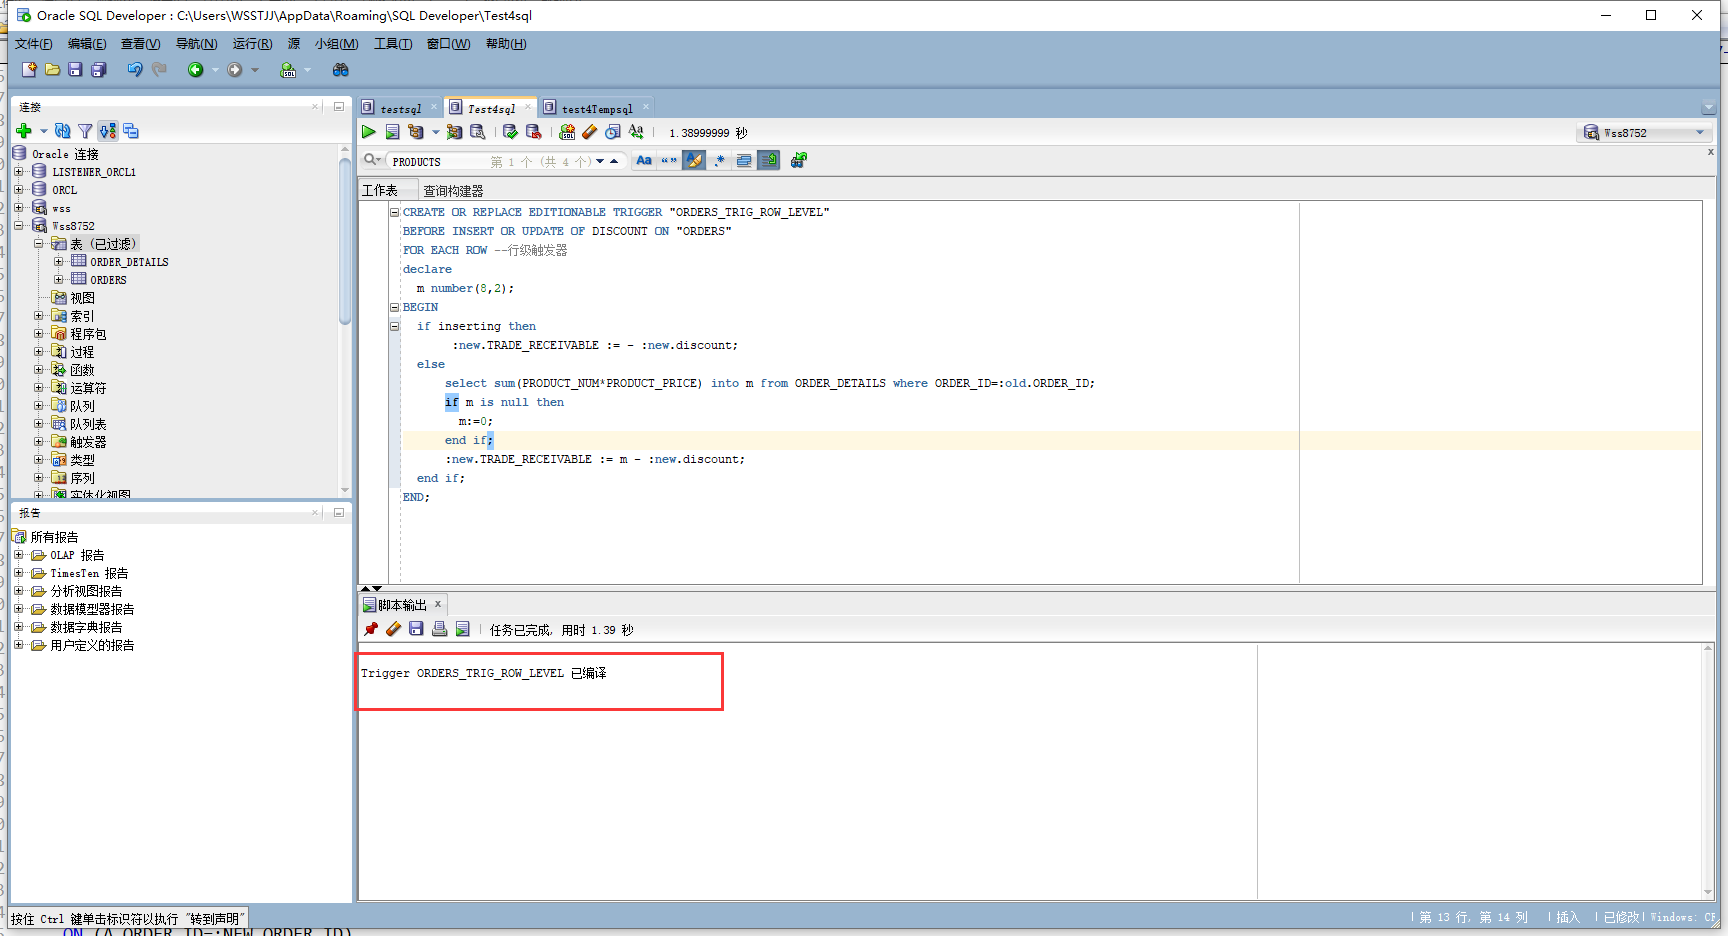 Oracle SQL Developer : C:\Users\WSSTJJ\AppData\Roaming\SQL Developer\Test4sql
文件(F) 编辑(E) 查看(V) 导航(N) 运行(R) 源 小组(M) 工具(T) 窗口(W) 帮助(H)
连接
Oracle 连接
LISTENER_ORCL1
ORCL
wss
Wss8752
表 (已过滤)
ORDER_DETAILS
ORDERS
视图
索引
程序包
过程
函数
运算符
队列
队列表
触发器
类型
序列
实体化视图
报告
所有报告
OLAP 报告
TimesTen 报告
分析视图报告
数据模型器报告
数据字典报告
用户定义的报告
testsql Test4sql test4Tempsql
1.38999999 秒
Wss8752
PRODUCTS 第 1 个 (共 4 个)
工作表 查询构建器
CREATE OR REPLACE EDITIONABLE TRIGGER "ORDERS_TRIG_ROW_LEVEL"
BEFORE INSERT OR UPDATE OF DISCOUNT ON "ORDERS"
FOR EACH ROW --行级触发器
declare
m number(8,2);
BEGIN
if inserting then
:new.TRADE_RECEIVABLE := - :new.discount;
else
select sum(PRODUCT_NUM*PRODUCT_PRICE) into m from ORDER_DETAILS where ORDER_ID=:old.ORDER_ID;
if m is null then
m:=0;
end if;
:new.TRADE_RECEIVABLE := m - :new.discount;
end if;
END;
脚本输出
任务已完成, 用时 1.39 秒
Trigger ORDERS_TRIG_ROW_LEVEL 已编译
按住 Ctrl 键单击标识符以执行 "转到声明"
第 13 行, 第 14 列 插入 已修改 Windows: CR